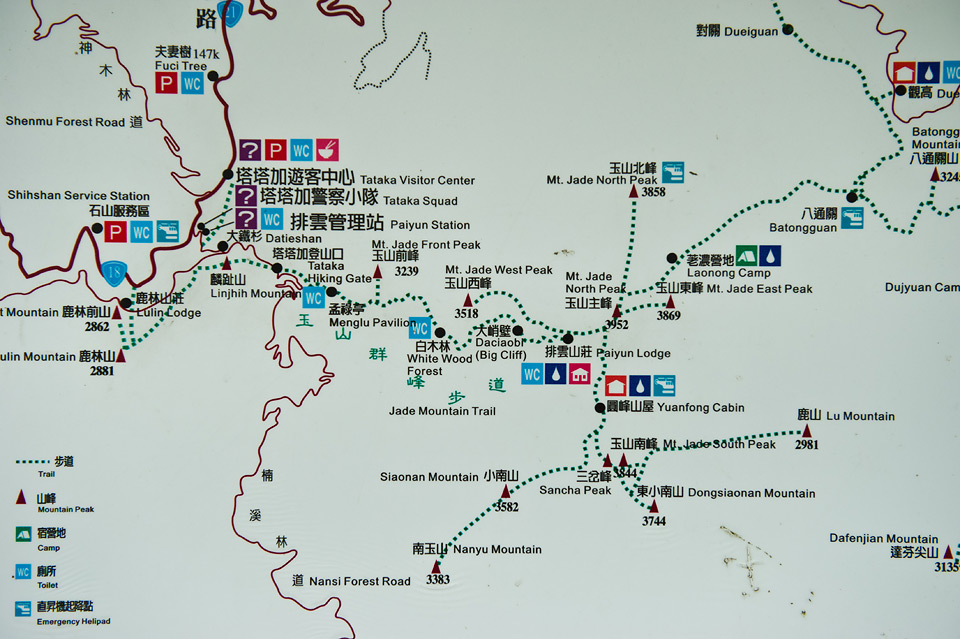 路
21
夫妻樹 147k
Fuci Tree
P WC
神
木
林
Shenmu Forest Road 道
? P WC
塔塔加遊客中心 Tataka Visitor Center
? 塔塔加警察小隊 Tataka Squad
? WC 排雲管理站 Paiyun Station
Shihshan Service Station
石山服務區
P WC
18
大鐵杉 Datieshan
塔塔加登山口
Tataka
Hiking Gate
麟趾山
Linjhih Mountain
WC
Mt. Jade Front Peak
玉山前峰
3239
鹿林山莊
Lulin Lodge
t Mountain 鹿林前山
2862
ulin Mountain 鹿林山
2881
孟祿亭
Menglu Pavilion
WC
白木林
White Wood
Forest
Mt. Jade West Peak
玉山西峰
3518
大峭壁
Daciaobi
(Big Cliff)
排雲山莊 Paiyun Lodge
WC
玉
山
群
峰
步
道
Jade Mountain Trail
Mt. Jade
North Peak
玉山主峰
3952
玉山北峰
Mt. Jade North Peak
3858
對關 Dueiguan
觀高 Due
WC
Batongg
Mountain
八通關山
324
八通關
Batongguan
荖濃營地
Laonong Camp
玉山東峰 Mt. Jade East Peak
3869
Dujyuan Cam
圓峰山屋 Yuanfong Cabin
鹿山 Lu Mountain
2981
玉山南峰 Mt. Jade South Peak
3844
三岔峰
Sancha Peak
東小南山 Dongsiaonan Mountain
3744
Siaonan Mountain 小南山
3582
南玉山 Nanyu Mountain
3383
Dafenjian Mountain
達芬尖山
3135
楠
溪
林
道 Nansi Forest Road
步道
Trail
山峰
Mountain Peak
宿營地
Camp
WC 廁所
Toilet
直昇機起降點
Emergency Helipad